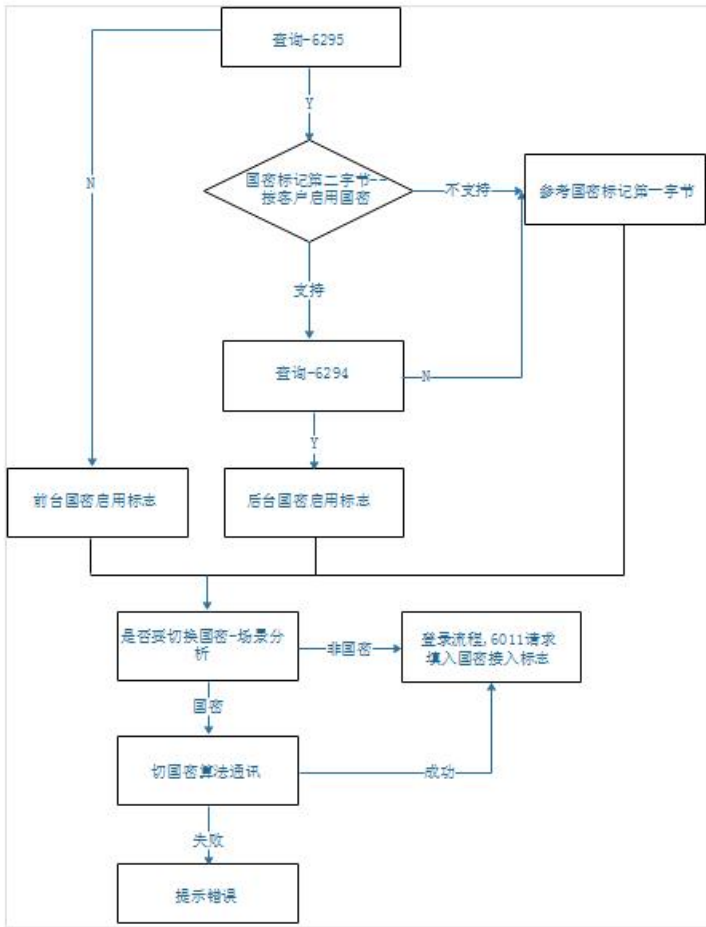 查询-6295
Y
N
国密标记第二字节--
按客户启用国密
不支持
参考国密标记第一字节
支持
查询-6294
N
Y
前台国密启用标志
后台国密启用标志
是否要切换国密-场景分
析
非国密
登录流程,6011请求
填入国密接入标志
国密
切国密算法通讯
成功
失败
提示错误